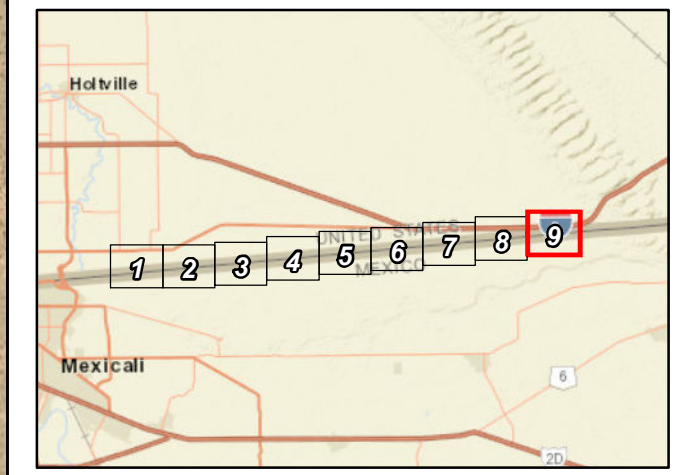 Holtville
UNITED STATES
MEXICO
1 2 3 4 5 6 7 8 9
Mexicali
6
2D